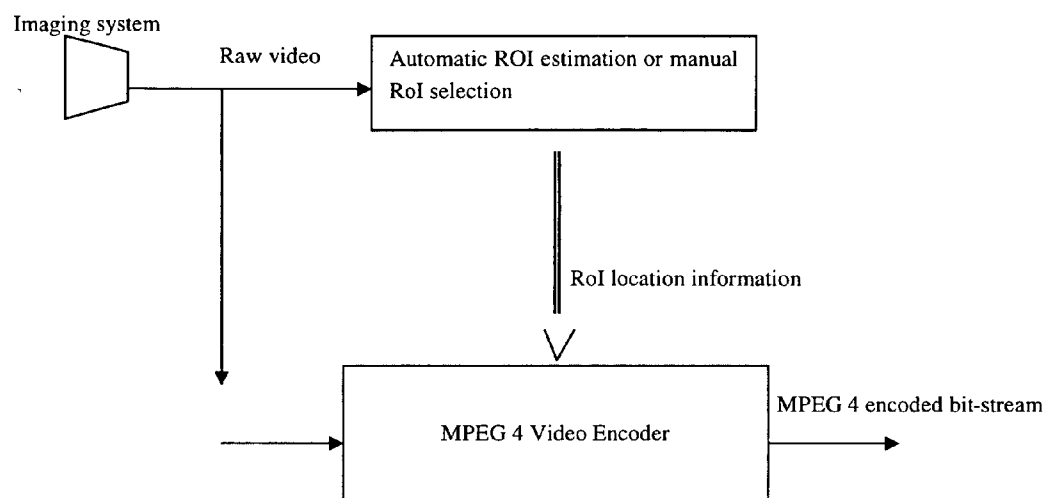 Imaging system
Raw video
Automatic ROI estimation or manual
RoI selection
RoI location information
MPEG 4 encoded bit-stream
MPEG 4 Video Encoder